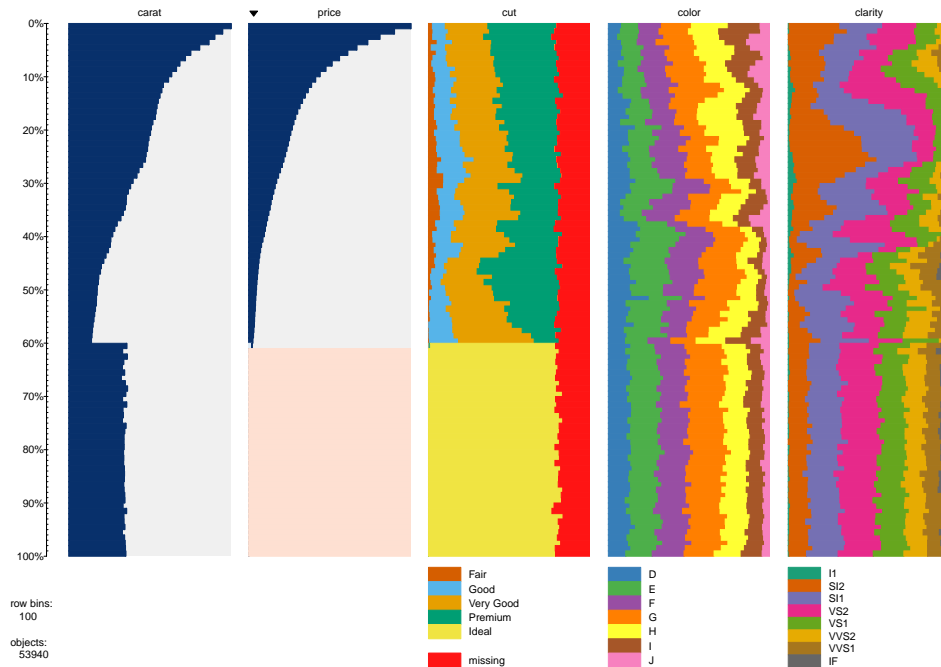 carat price cut color clarity
0%
10%
20%
30%
40%
50%
60%
70%
80%
90%
100%
row bins:
100
objects:
53940
Fair
Good
Very Good
Premium
Ideal
missing
D
E
F
G
H
I
J
I1
SI2
SI1
VS2
VS1
VVS2
VVS1
IF